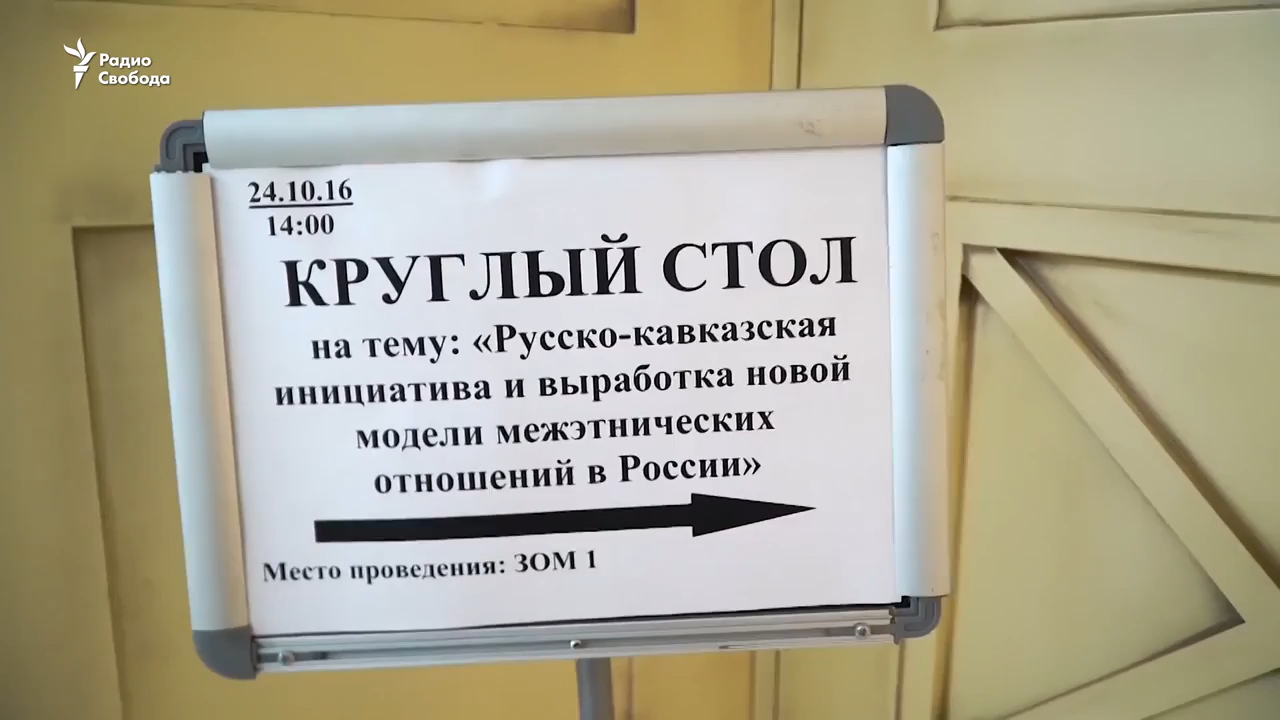 Радио
Свобода
24.10.16
14:00
КРУГЛЫЙ СТОЛ
на тему: «Русско-кавказская
инициатива и выработка новой
модели межэтнических
отношений в России»
Место проведения: ЗОМ 1